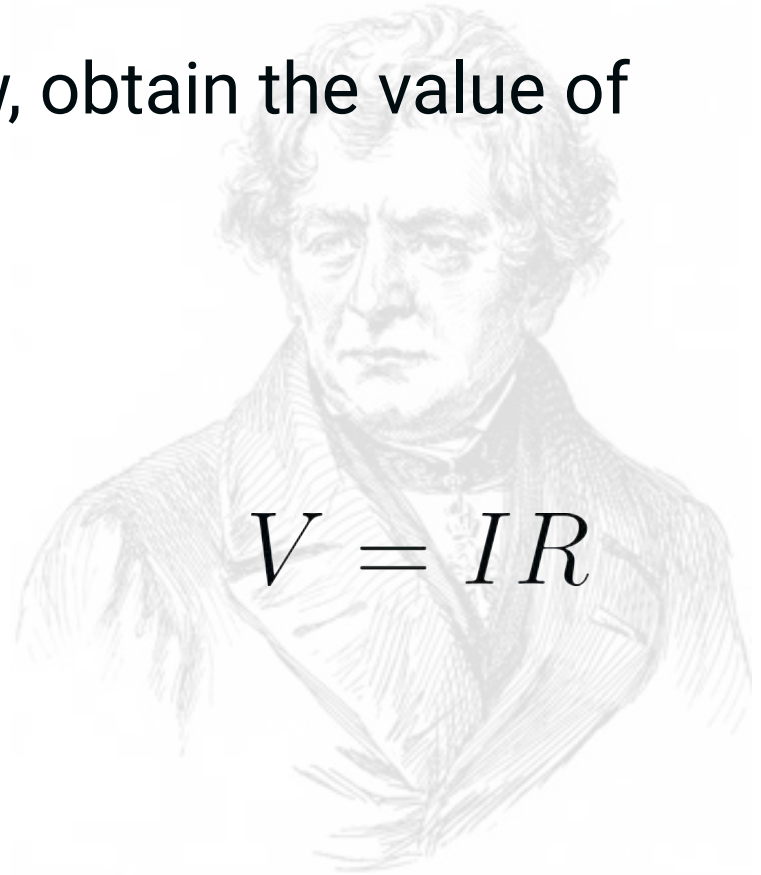 , obtain the value of
V = IR